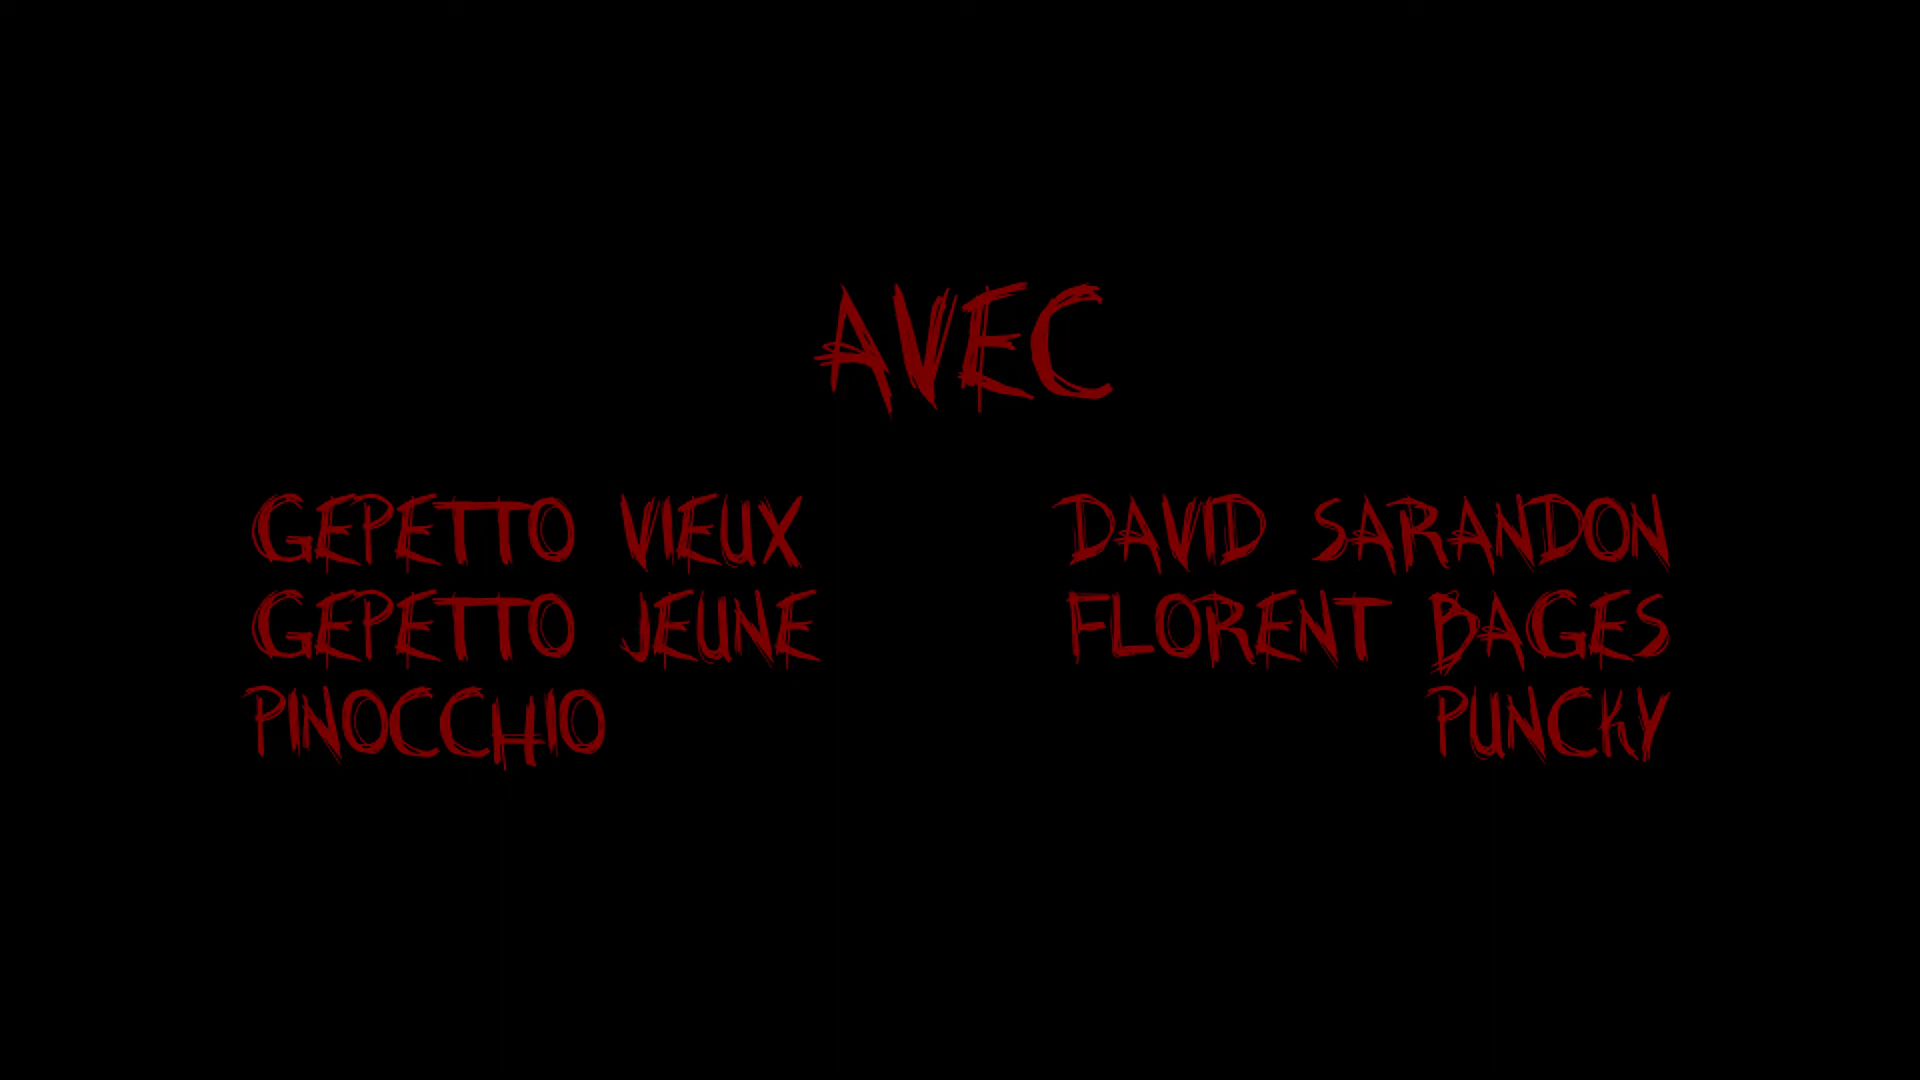 AVEC
GEPETTO VIEUX DAVID SARANDON
GEPETTO JEUNE FLORENT BAGES
PINOCCHIO PUNCKY